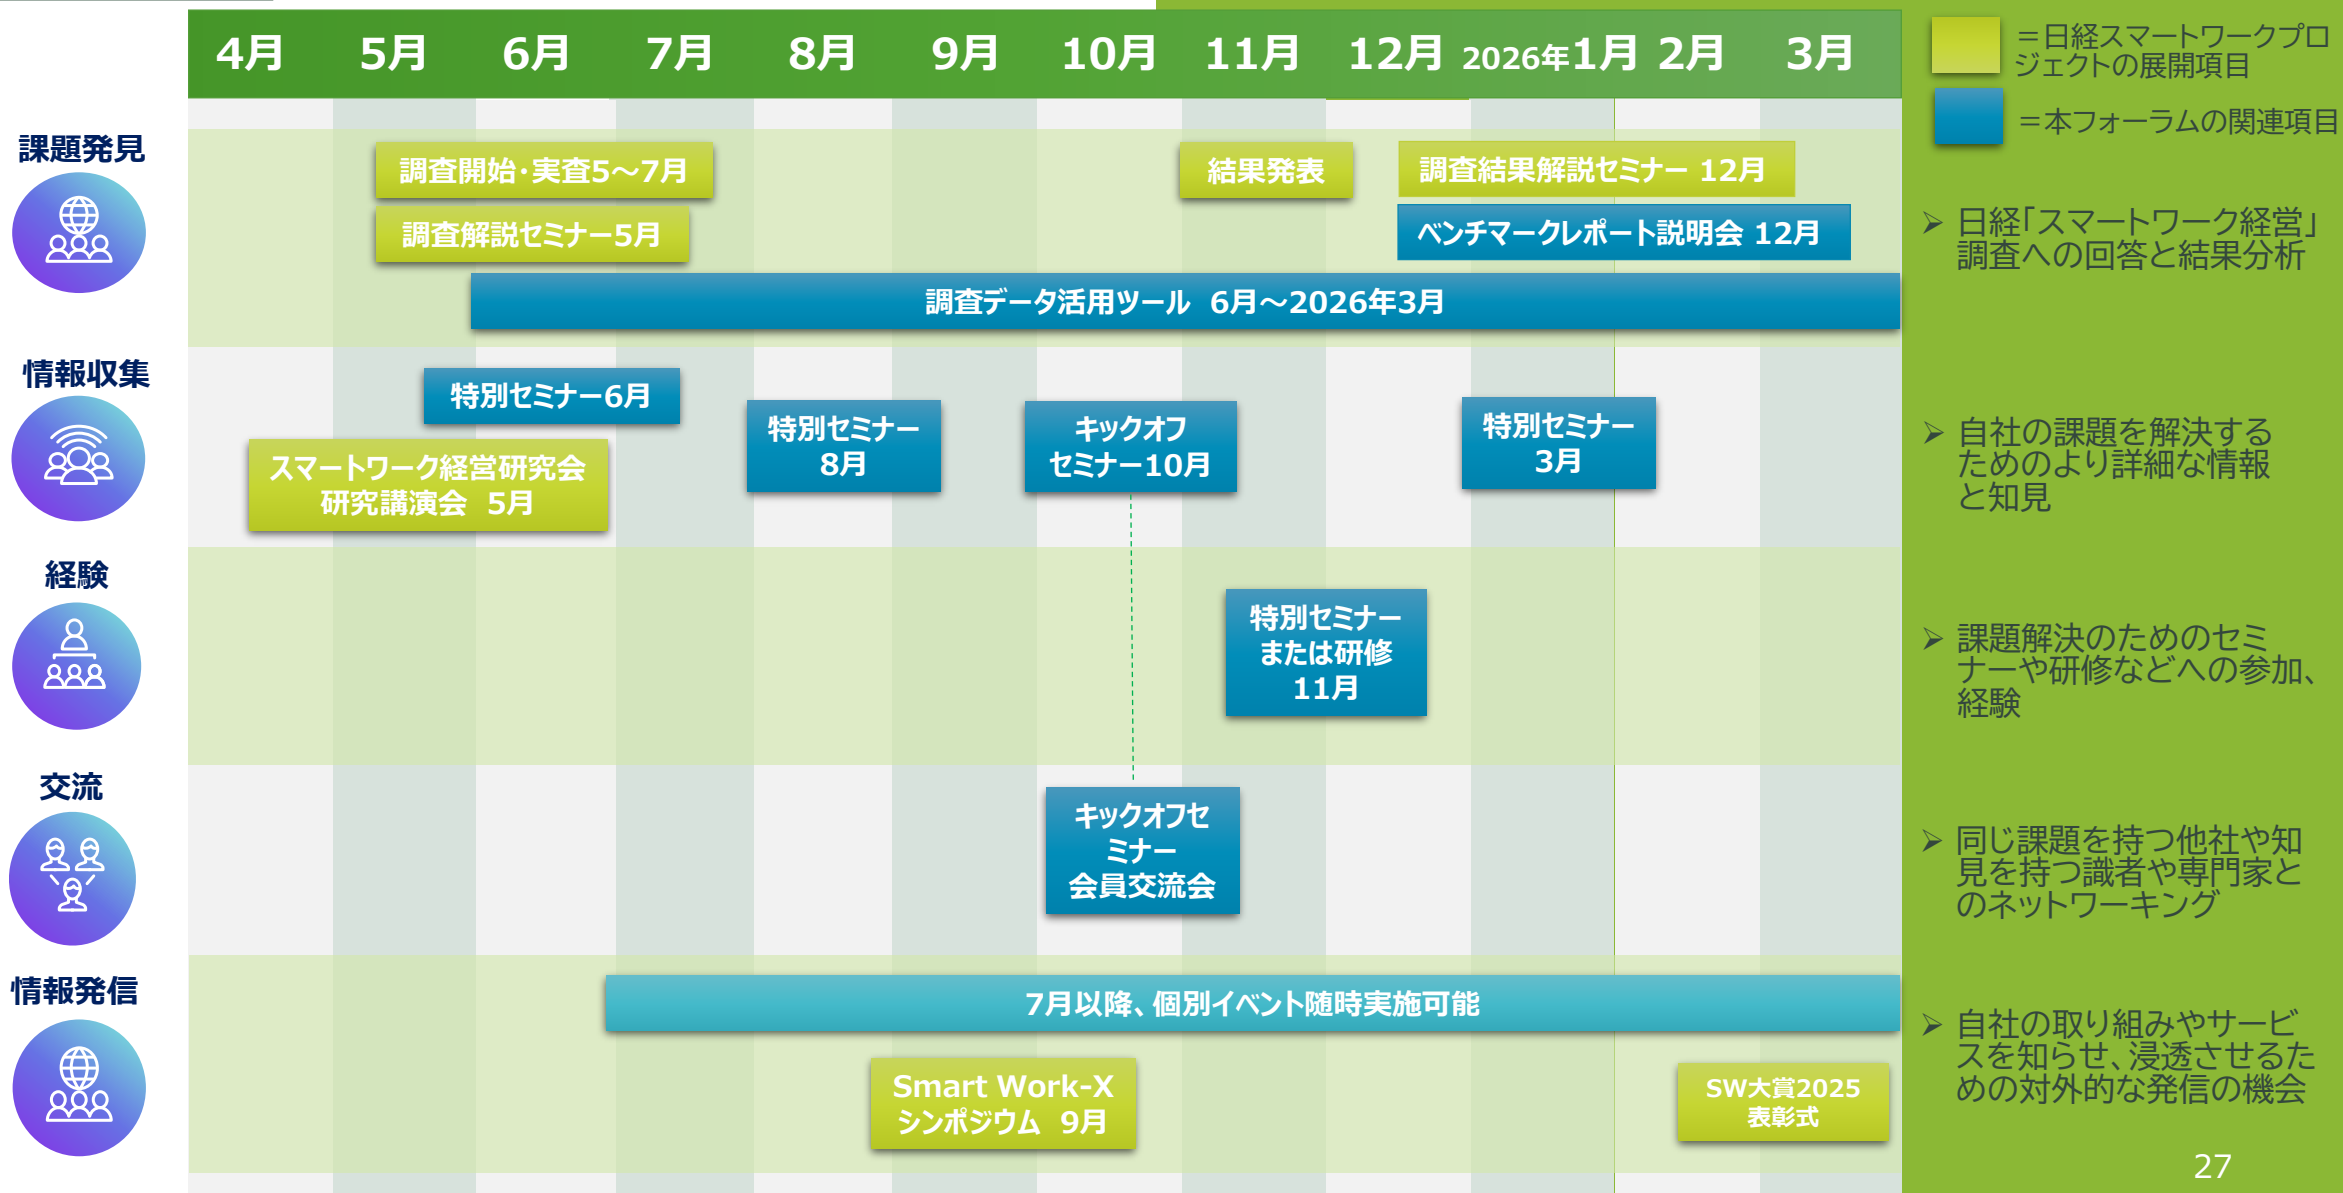 4月 5月 6月 7月 8月 9月 10月 11月 12月 2026年1月 2月 3月
＝日経スマートワークプロ
ジェクトの展開項目
＝本フォーラムの関連項目
課題発見
調査開始・実査5～7月
結果発表
調査結果解説セミナー 12月
調査解説セミナー5月
ベンチマークレポート説明会 12月
調査データ活用ツール 6月～2026年3月
➢ 日経「スマートワーク経営」
調査への回答と結果分析
情報収集
特別セミナー6月
スマートワーク経営研究会
研究講演会 5月
特別セミナー
8月
キックオフ
セミナー10月
特別セミナー
3月
➢ 自社の課題を解決する
ためのより詳細な情報
と知見
経験
特別セミナー
または研修
11月
➢ 課題解決のためのセミ
ナーや研修などへの参加、
経験
交流
キックオフセ
ミナー
会員交流会
➢ 同じ課題を持つ他社や知
見を持つ識者や専門家と
のネットワーキング
情報発信
7月以降、個別イベント随時実施可能
Smart Work-X
シンポジウム 9月
SW大賞2025
表彰式
➢ 自社の取り組みやサービ
スを知らせ、浸透させるた
めの対外的な発信の機会
27